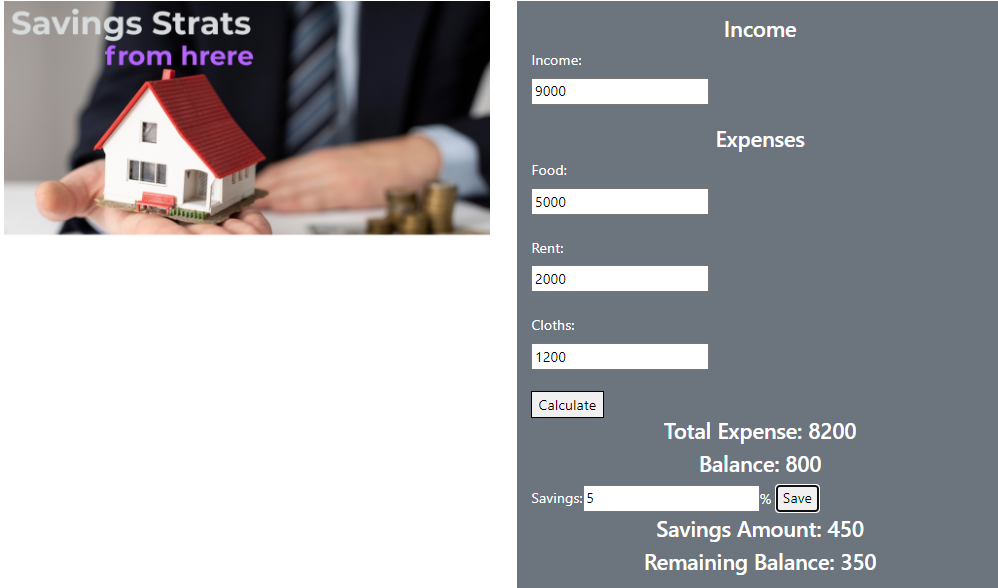 Savings Strats
from hrere
Income
Income:
9000
Expenses
Food:
5000
Rent:
2000
Cloths:
1200
Calculate
Total Expense: 8200
Balance: 800
Savings: 5 % Save
Savings Amount: 450
Remaining Balance: 350